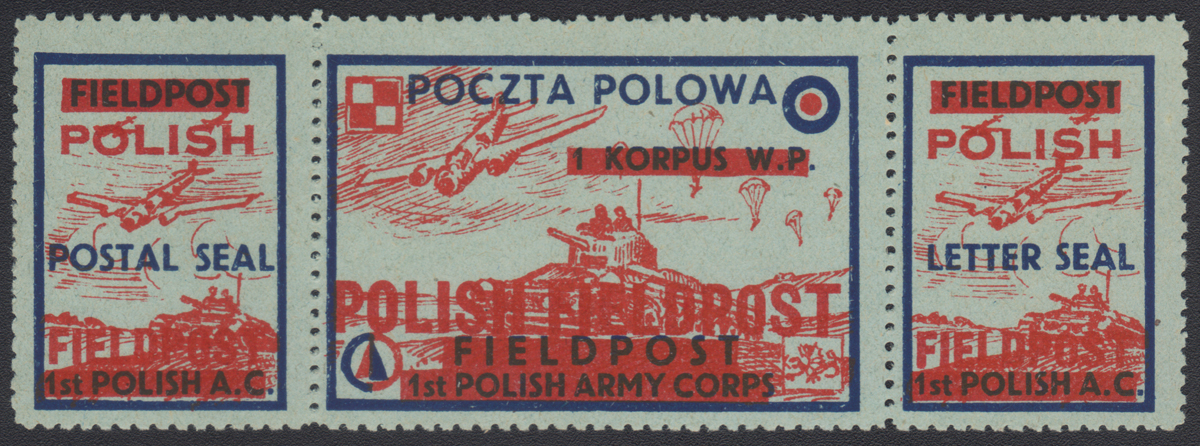 FIELDPOST
POLISH
POSTAL SEAL
FIELDPOST
1st POLISH A.C.
POCZTA POLOWA
1 KORPUS W.P.
POLISH FIELDPOST
FIELDPOST
1st POLISH ARMY CORPS
FIELDPOST
POLISH
LETTER SEAL
FIELDPOST
1st POLISH A.C.